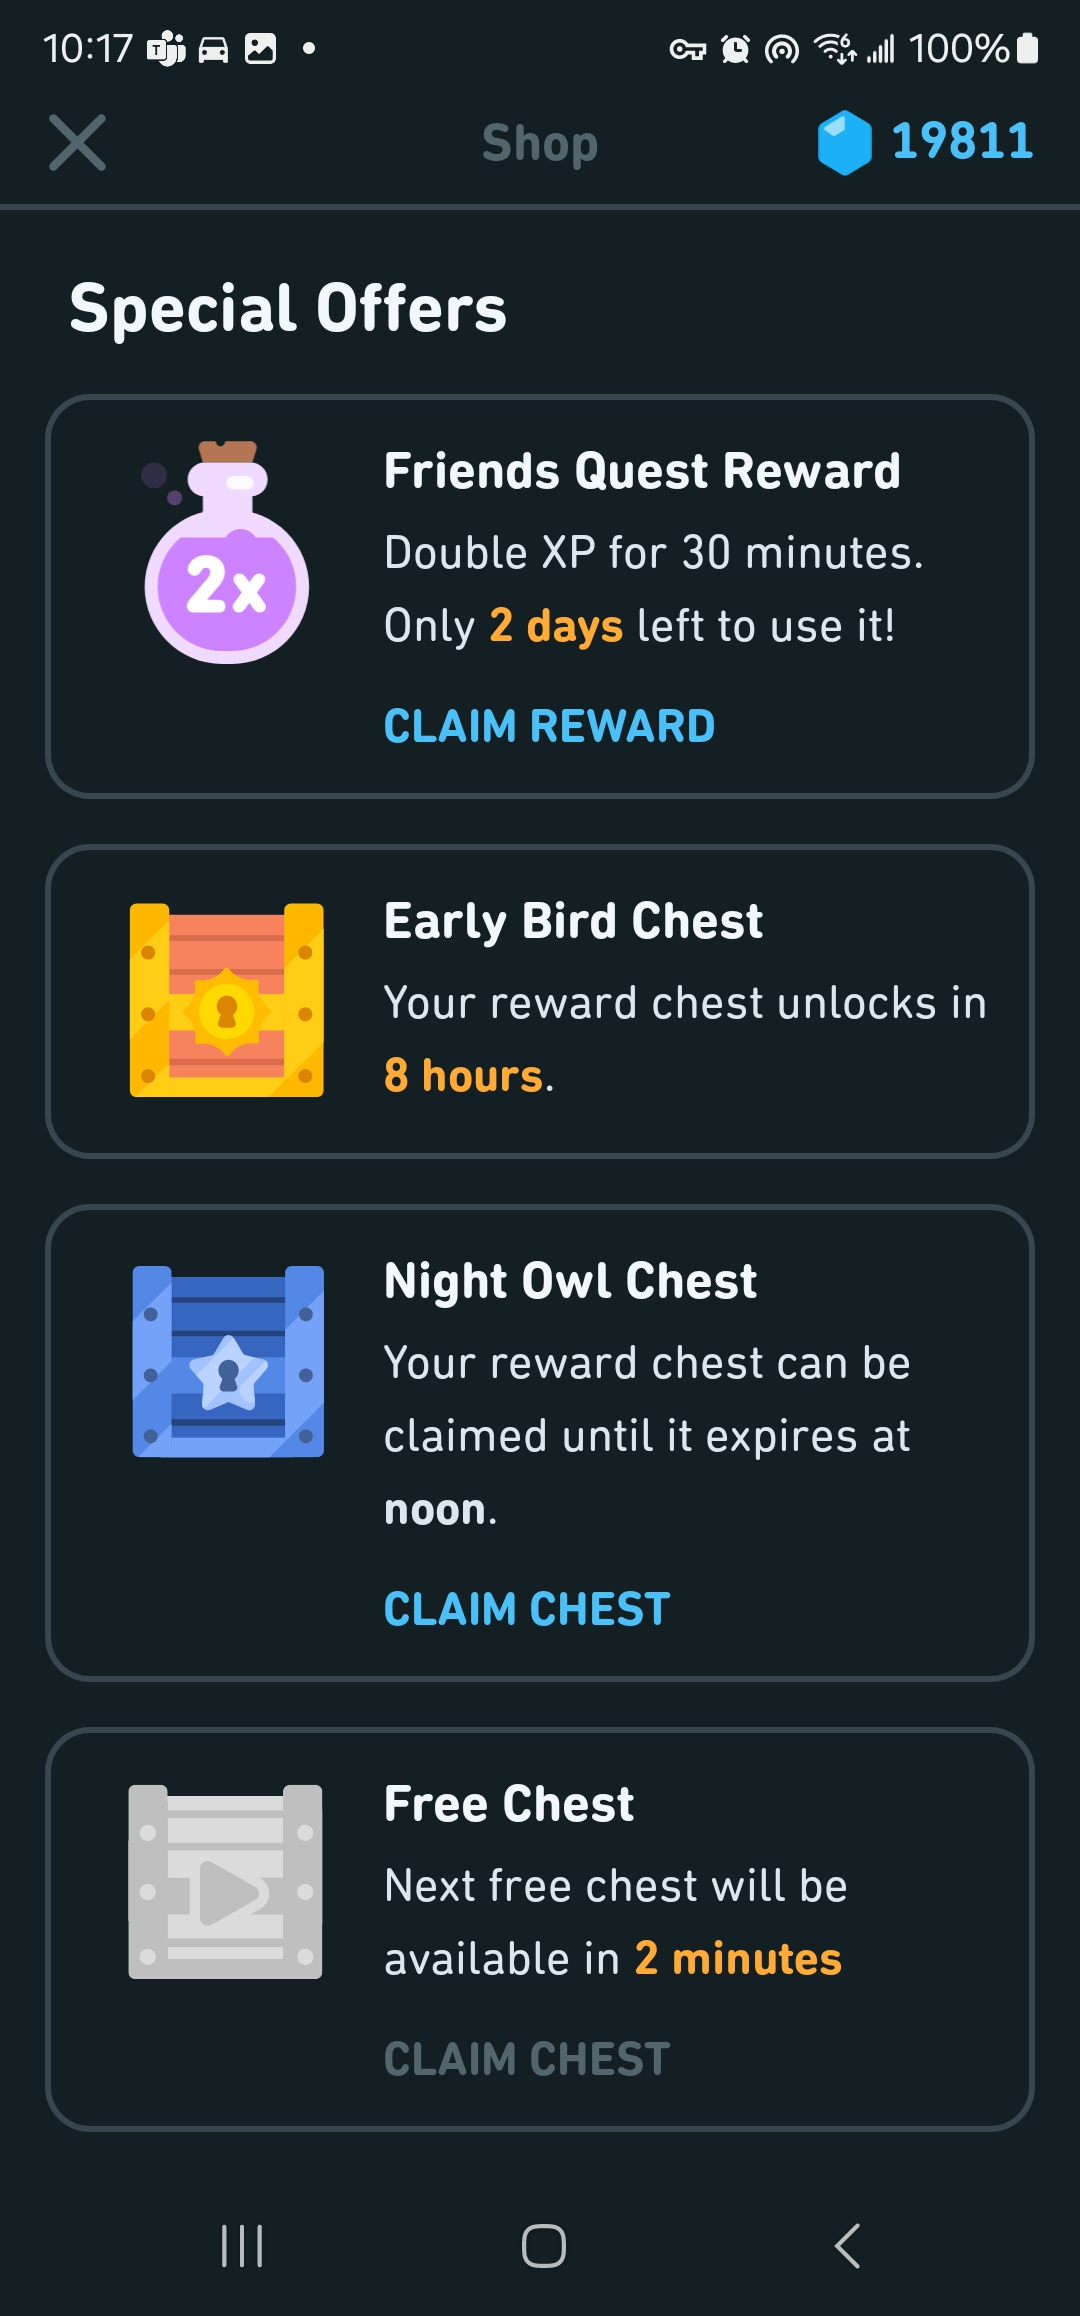 10:17
100%
Shop
19811
Special Offers
2x
Friends Quest Reward
Double XP for 30 minutes.
Only 2 days left to use it!
CLAIM REWARD
Early Bird Chest
Your reward chest unlocks in
8 hours.
Night Owl Chest
Your reward chest can be
claimed until it expires at
noon.
CLAIM CHEST
Free Chest
Next free chest will be
available in 2 minutes
CLAIM CHEST